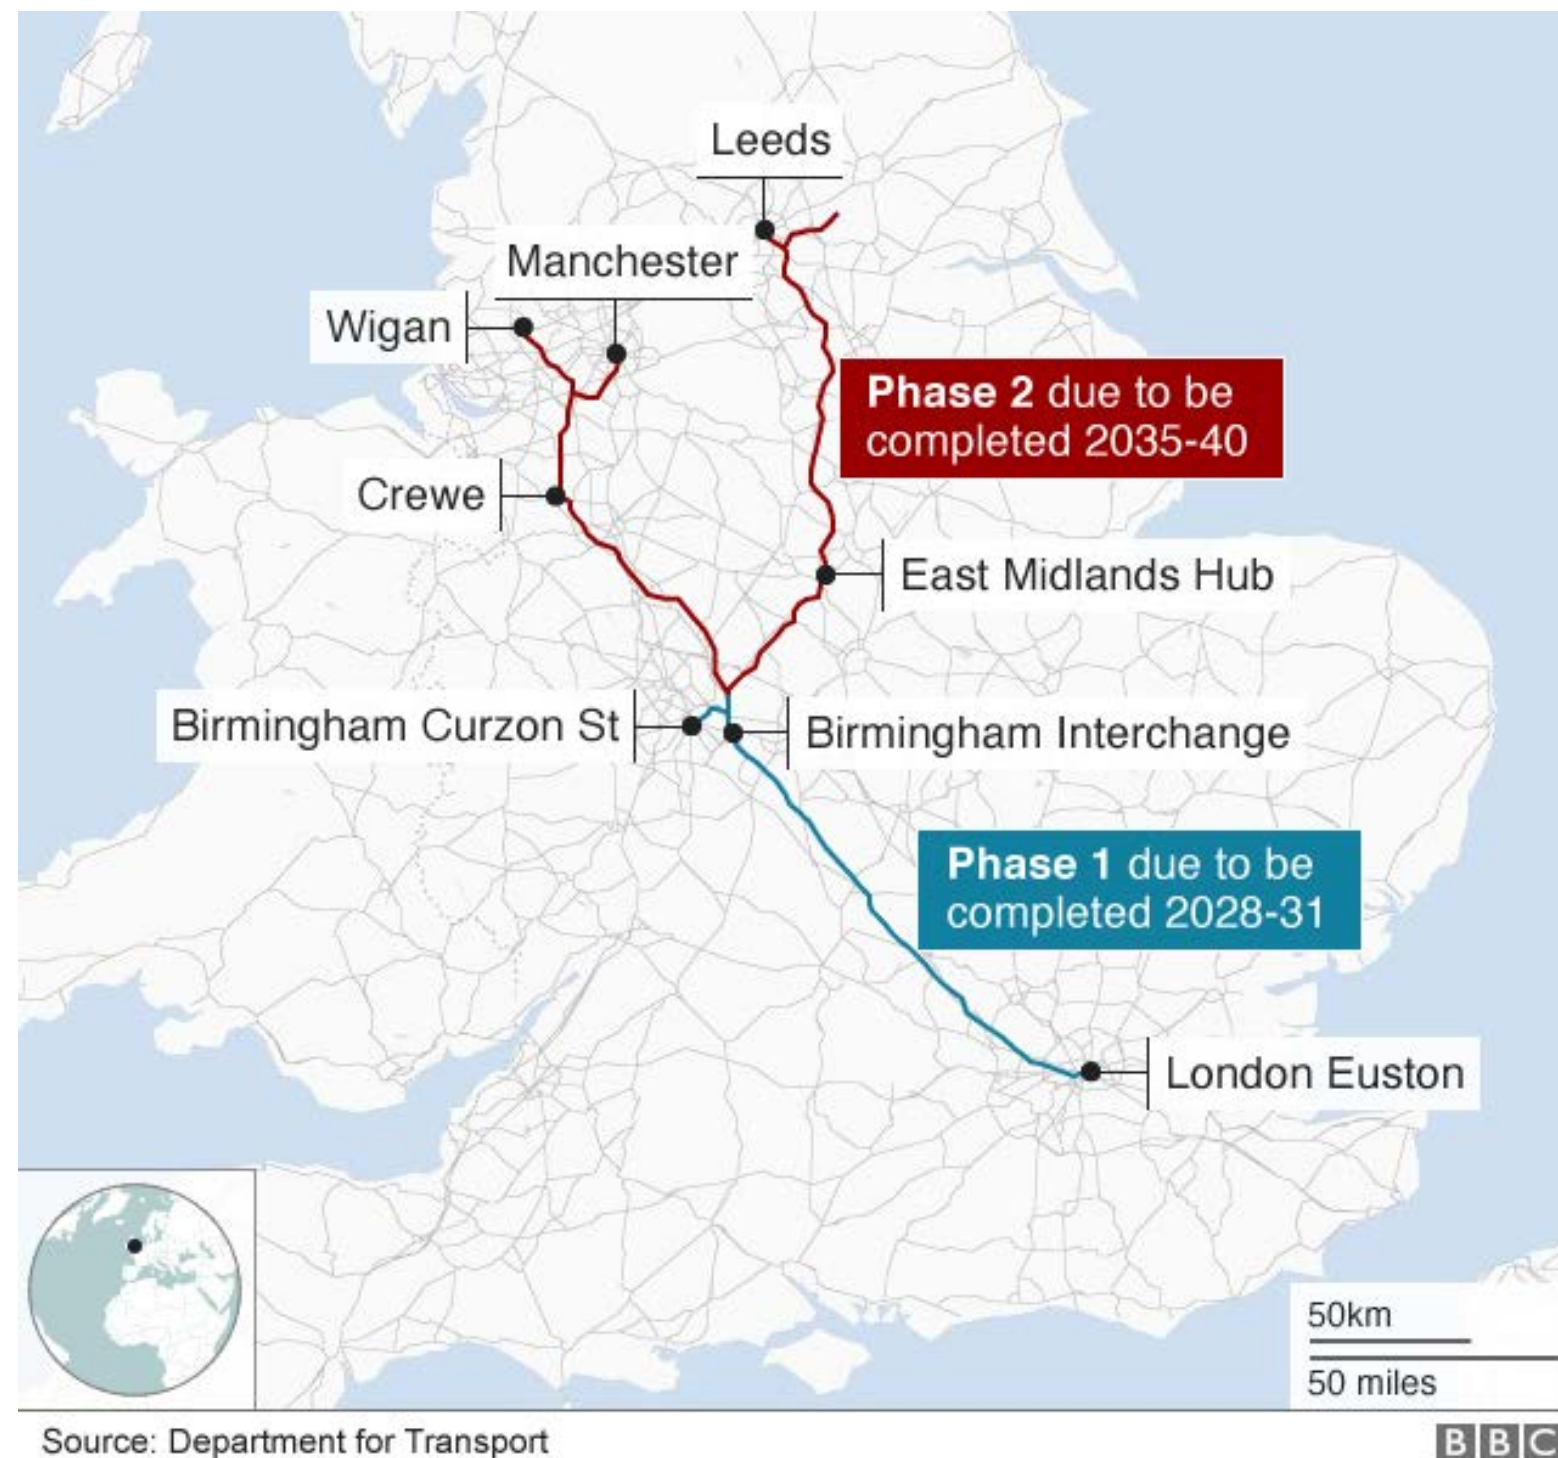 Leeds
Manchester
Wigan
Phase 2 due to be
completed 2035-40
Crewe
East Midlands Hub
Birmingham Curzon St
Birmingham Interchange
Phase 1 due to be
completed 2028-31
London Euston
50km
50 miles
Source: Department for Transport
BBC